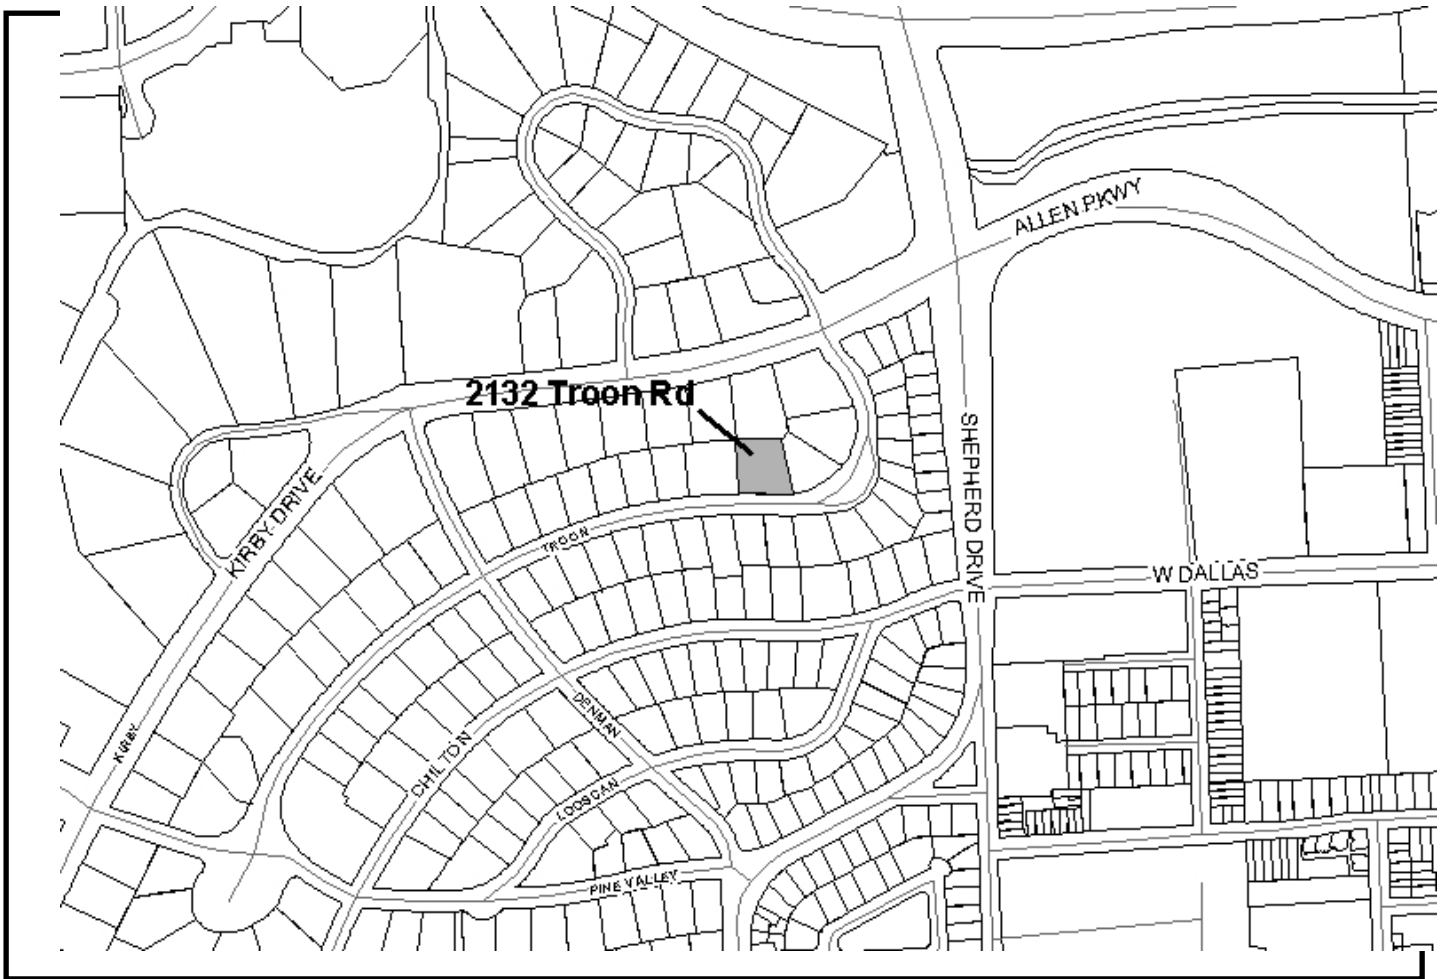 ALLEN PKWY
2132 Troon Rd
SHEPHERD DRIVE
KIRBY DRIVE
TROON
W DALLAS
DENMAN
KIRBY
CHILTON
LOOSCAN
PINE VALLEY